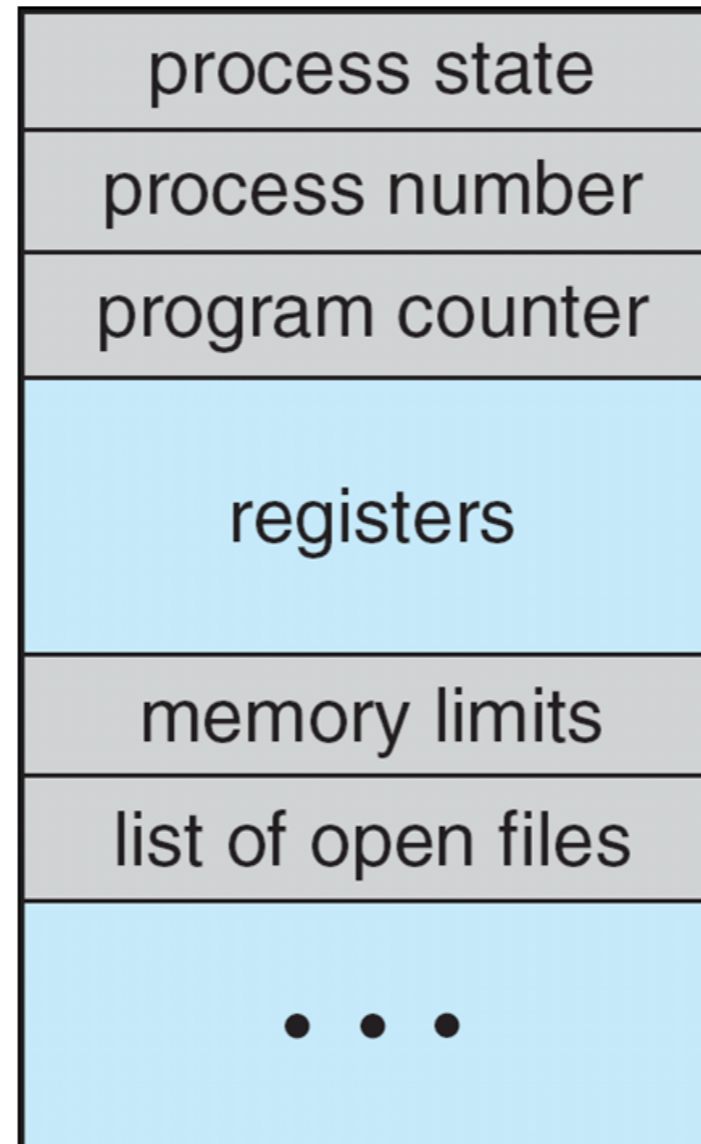 process state
process number
program counter
registers
memory limits
list of open files
• • •